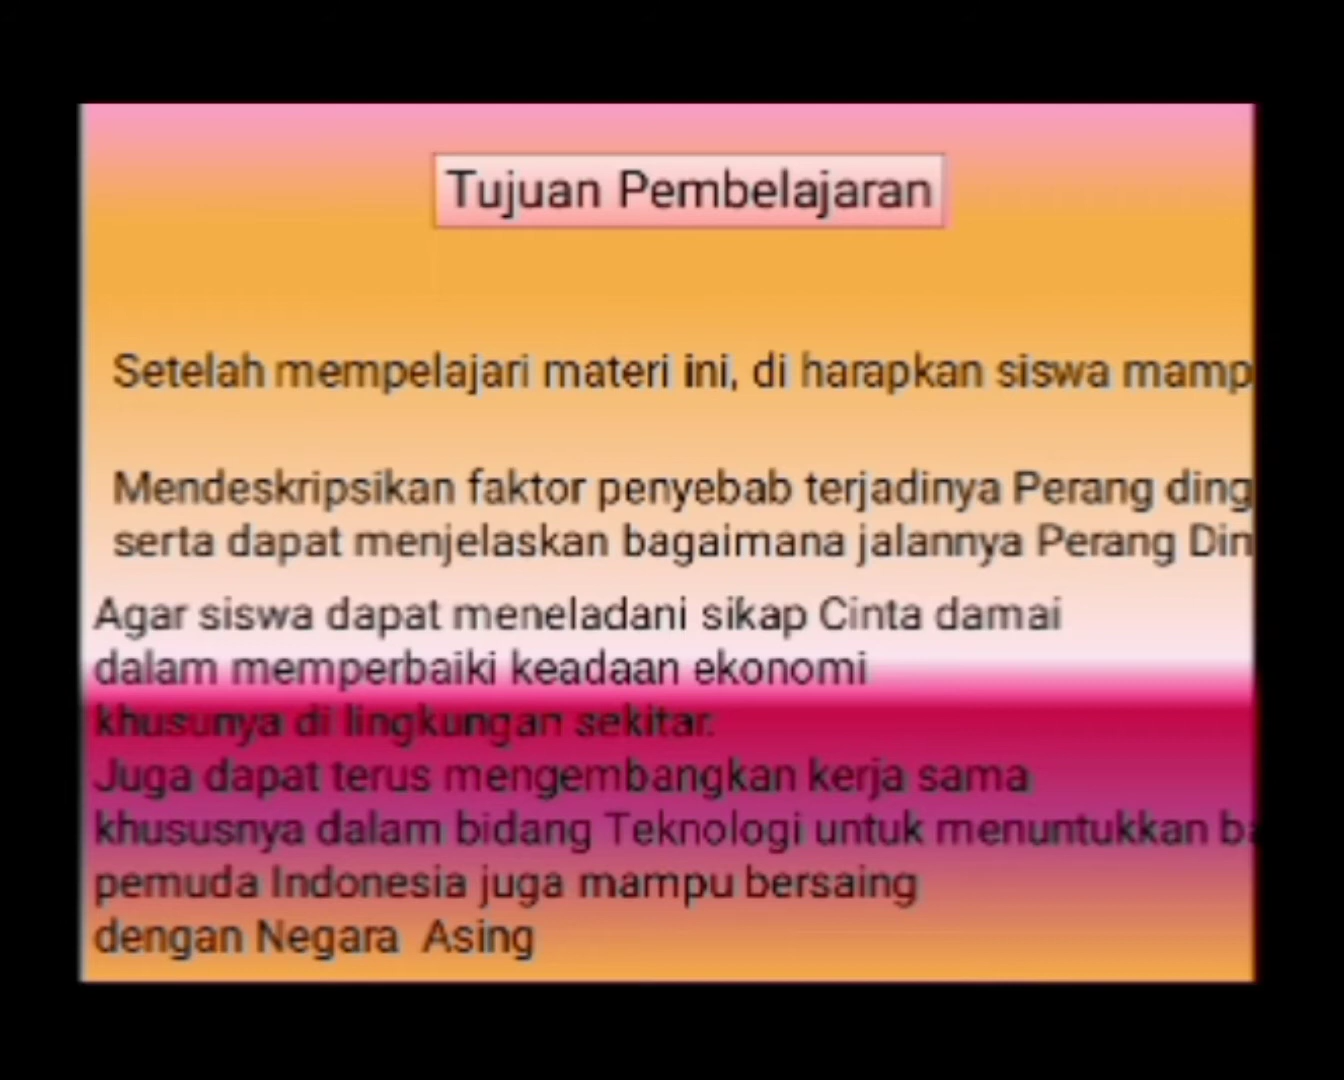 Tujuan Pembelajaran
Setelah mempelajari materi ini, di harapkan siswa mamp
Mendeskripsikan faktor penyebab terjadinya Perang ding
serta dapat menjelaskan bagaimana jalannya Perang Din
Agar siswa dapat meneladani sikap Cinta damai
dalam memperbaiki keadaan ekonomi
khusunya di lingkungan sekitar.
Juga dapat terus mengembangkan kerja sama
khususnya dalam bidang Teknologi untuk menuntukkan ba
pemuda Indonesia juga mampu bersaing
dengan Negara Asing